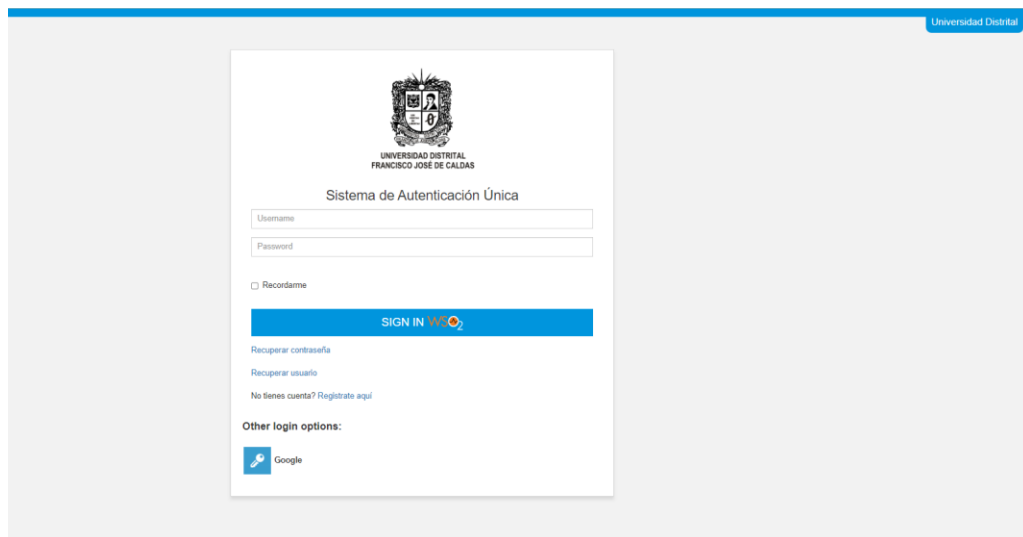 Universidad Distrital
UNIVERSIDAD DISTRITAL
FRANCISCO JOSÉ DE CALDAS
Sistema de Autenticación Única
Username
Password
Recordarme
SIGN IN WSO2
Recuperar contraseña
Recuperar usuario
No tienes cuenta? Registrate aquí
Other login options:
Google